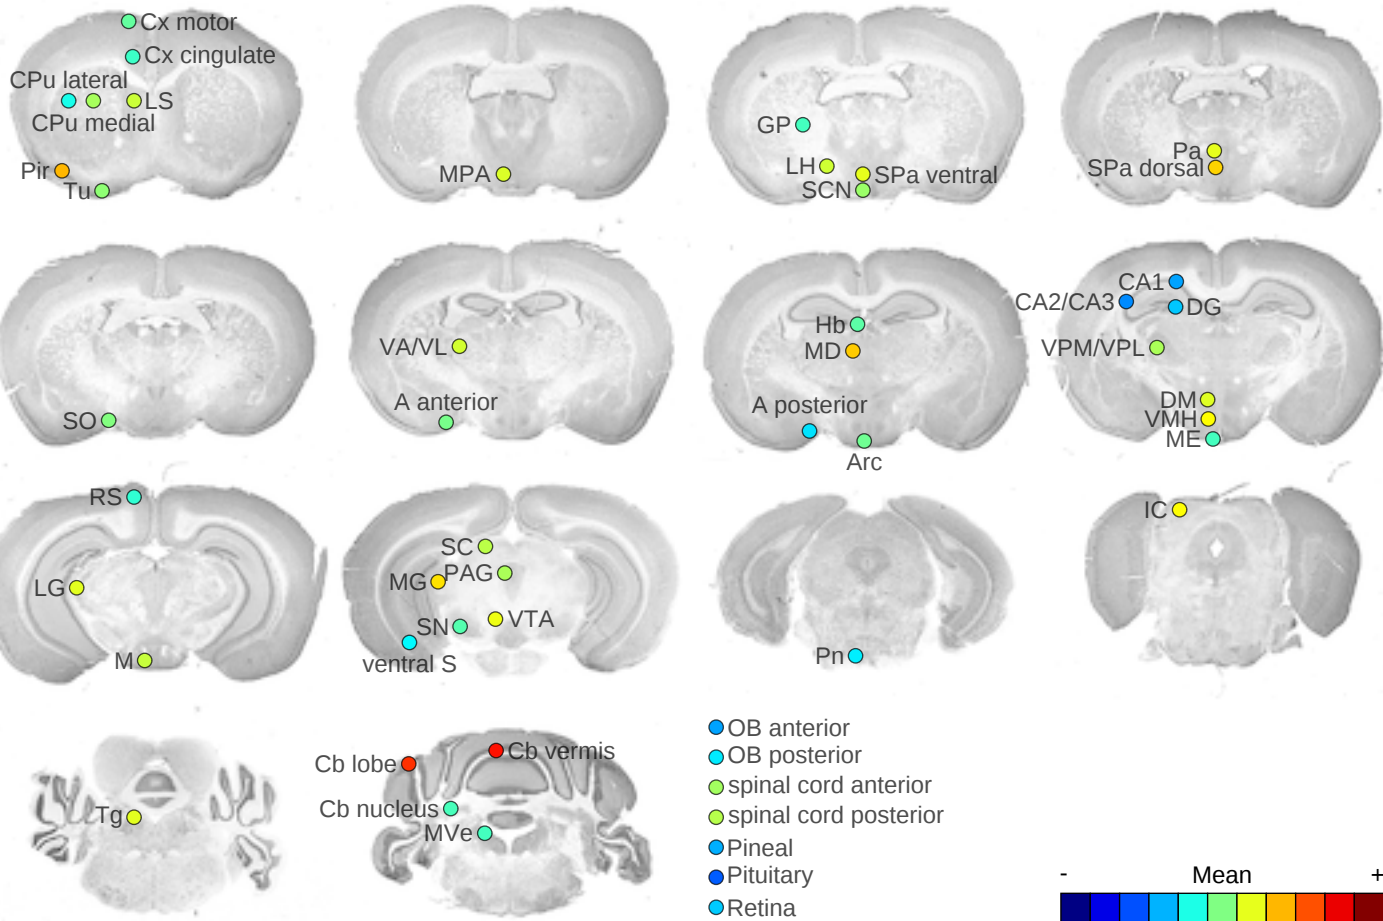 Cx motor
Cx cingulate
CPu lateral
LS
CPu medial
Pir
Tu
MPA
GP
LH
SPa ventral
SCN
Pa
SPa dorsal
SO
VA/VL
A anterior
Hb
MD
A posterior
Arc
CA1
CA2/CA3
DG
VPM/VPL
DM
VMH
ME
RS
LG
M
SC
PAG
MG
VTA
SN
ventral S
Pn
IC
Tg
Cb lobe
Cb vermis
Cb nucleus
MVe
OB anterior
OB posterior
spinal cord anterior
spinal cord posterior
Pineal
Pituitary
Retina
- Mean +